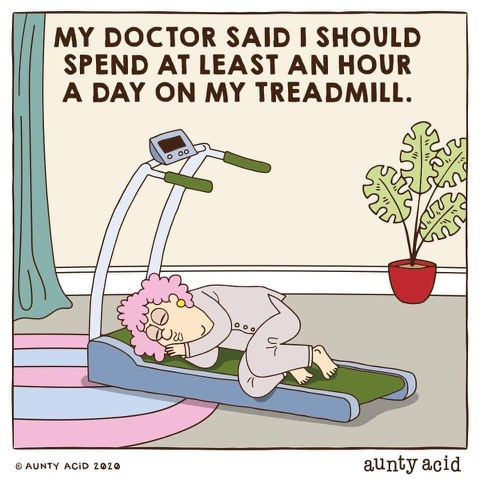 MY DOCTOR SAID I SHOULD
SPEND AT LEAST AN HOUR
A DAY ON MY TREADMILL.
© AUNTY ACiD 2020
aunty acid